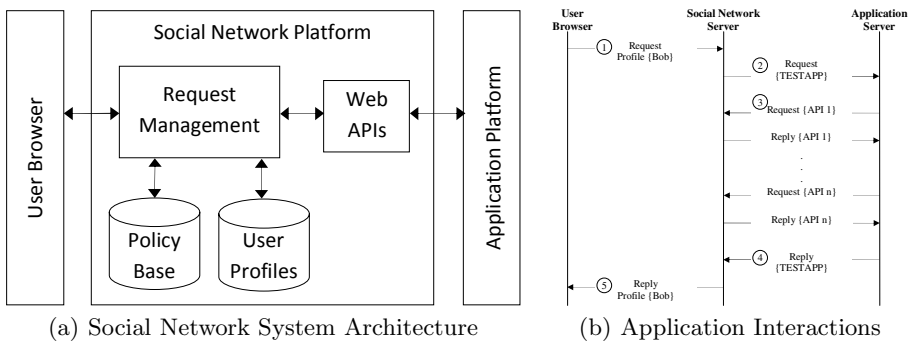 User Browser
Social Network Platform
Request
Management
Web
APIs
Policy
Base
User
Profiles
Application Platform
(a) Social Network System Architecture
User
Browser
Social Network
Server
Application
Server
1 Request
Profile {Bob}
2 Request
{TESTAPP}
3 Request {API 1}
Reply {API 1}
.
.
.
Request {API n}
Reply {API n}
4 Reply
{TESTAPP}
5 Reply
Profile {Bob}
(b) Application Interactions